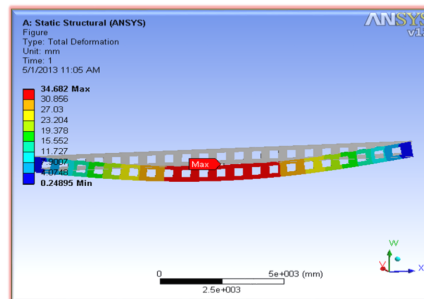 A: Static Structural (ANSYS)
Figure
Type: Total Deformation
Unit: mm
Time: 1
5/1/2013 11:05 AM
ANSYS
34.682 Max
30.856
27.03
23.204
19.378
15.552
11.727
0.24895 Min
Max
0
5e+003 (mm)
2.5e+003
X